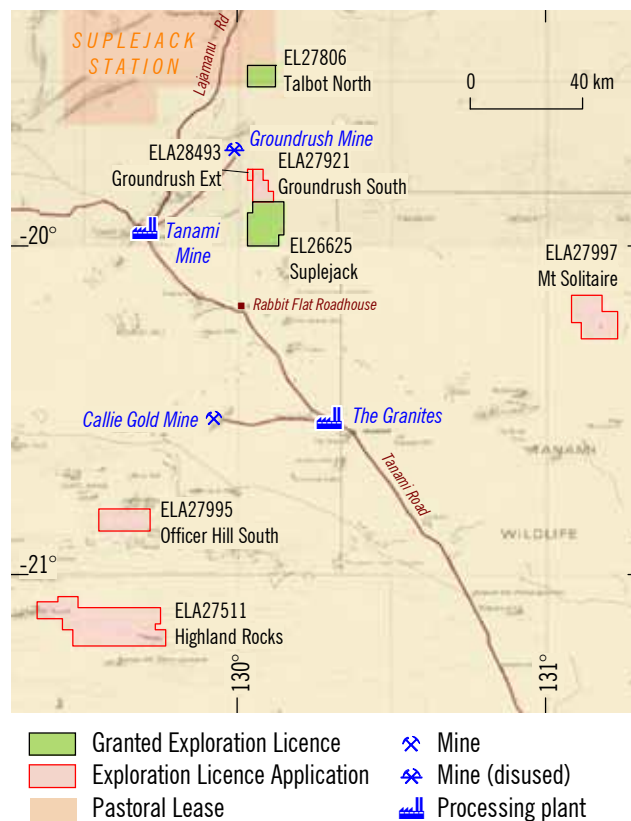 SUPLEJACK
STATION
Lajamanu Rd
EL27806
Talbot North
0 40 km
Groundrush Mine
ELA28493
Groundrush Ext
ELA27921
Groundrush South
Tanami
Mine
-20°
EL26625
Suplejack
ELA27997
Mt Solitaire
Rabbit Flat Roadhouse
Callie Gold Mine
The Granites
Tanami Road
TANAMI
ELA27995
Officer Hill South
WILDLIFE
-21°
ELA27511
Highland Rocks
130°
131°
Granted Exploration Licence
Exploration Licence Application
Pastoral Lease
Mine
Mine (disused)
Processing plant